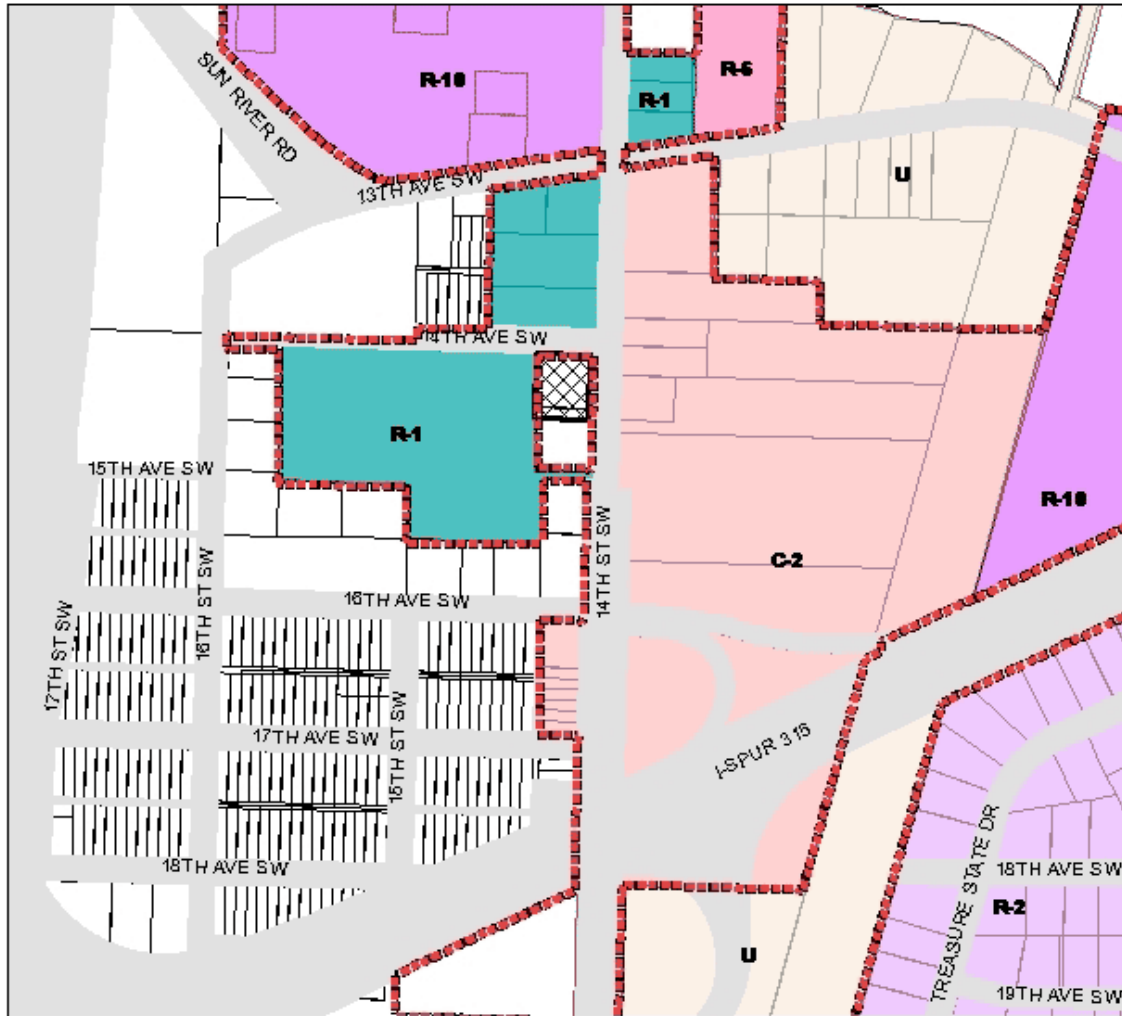 SUN RIVER RD
R-10
R-6
R-1
13TH AVE SW
U
14TH AVE SW
R-1
15TH AVE SW
R-10
14TH ST SW
C-2
16TH AVE SW
16TH ST SW
17TH ST SW
15TH ST SW
17TH AVE SW
I-SPUR 315
18TH AVE SW
TREASURE STATE DR
18TH AVE SW
R-2
U
19TH AVE SW